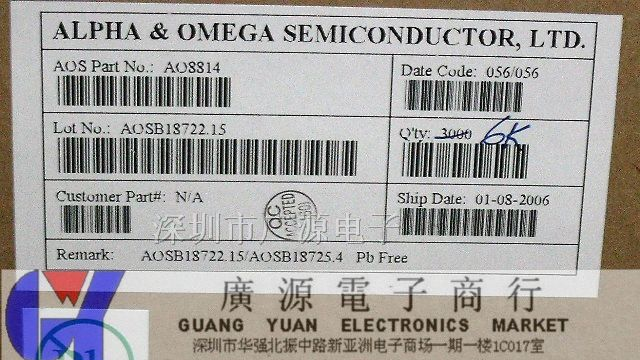 ALPHA & OMEGA SEMICONDUCTOR, LTD.
AOS Part No.: AO8814
Date Code: 056/056
Lot No.: AOSB18722.15
Q'ty: 3000 6K
Customer Part#: N/A
QC
ACCEPTED
Ship Date: 01-08-2006
深圳市广源电子
Remark: AOSB18722.15/AOSB18725.4 Pb Free
廣源電子商行
GUANG YUAN ELECTRONICS MARKET
深圳市华强北振中路新亚洲电子商场一期一楼1C017室